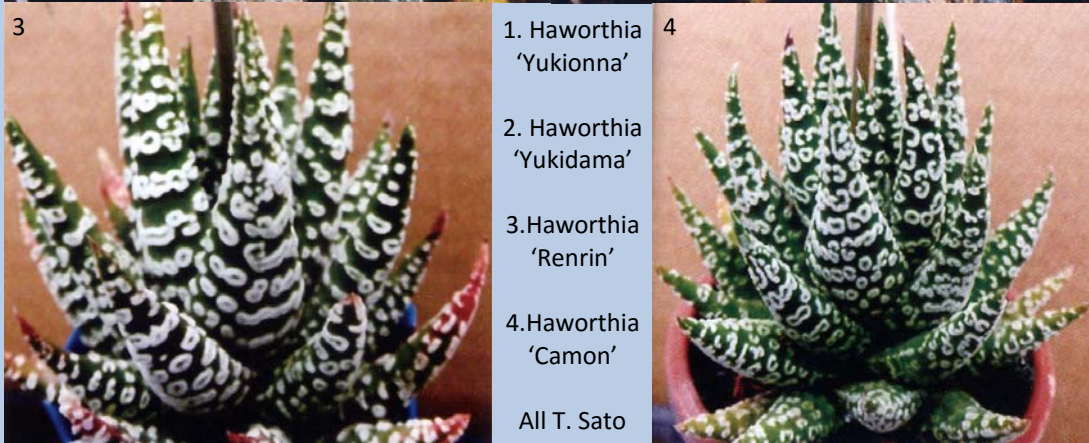 3
1. Haworthia
‘Yukionna’
2. Haworthia
‘Yukidama’
3.Haworthia
‘Renrin’
4.Haworthia
‘Camon’
All T. Sato
4